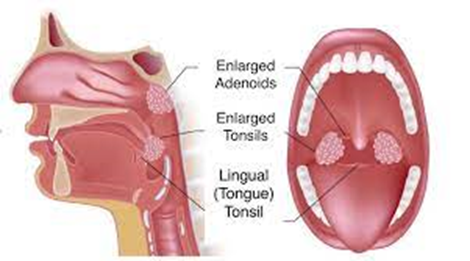 Enlarged
Adenoids
Enlarged
Tonsils
Lingual
(Tongue)
Tonsil